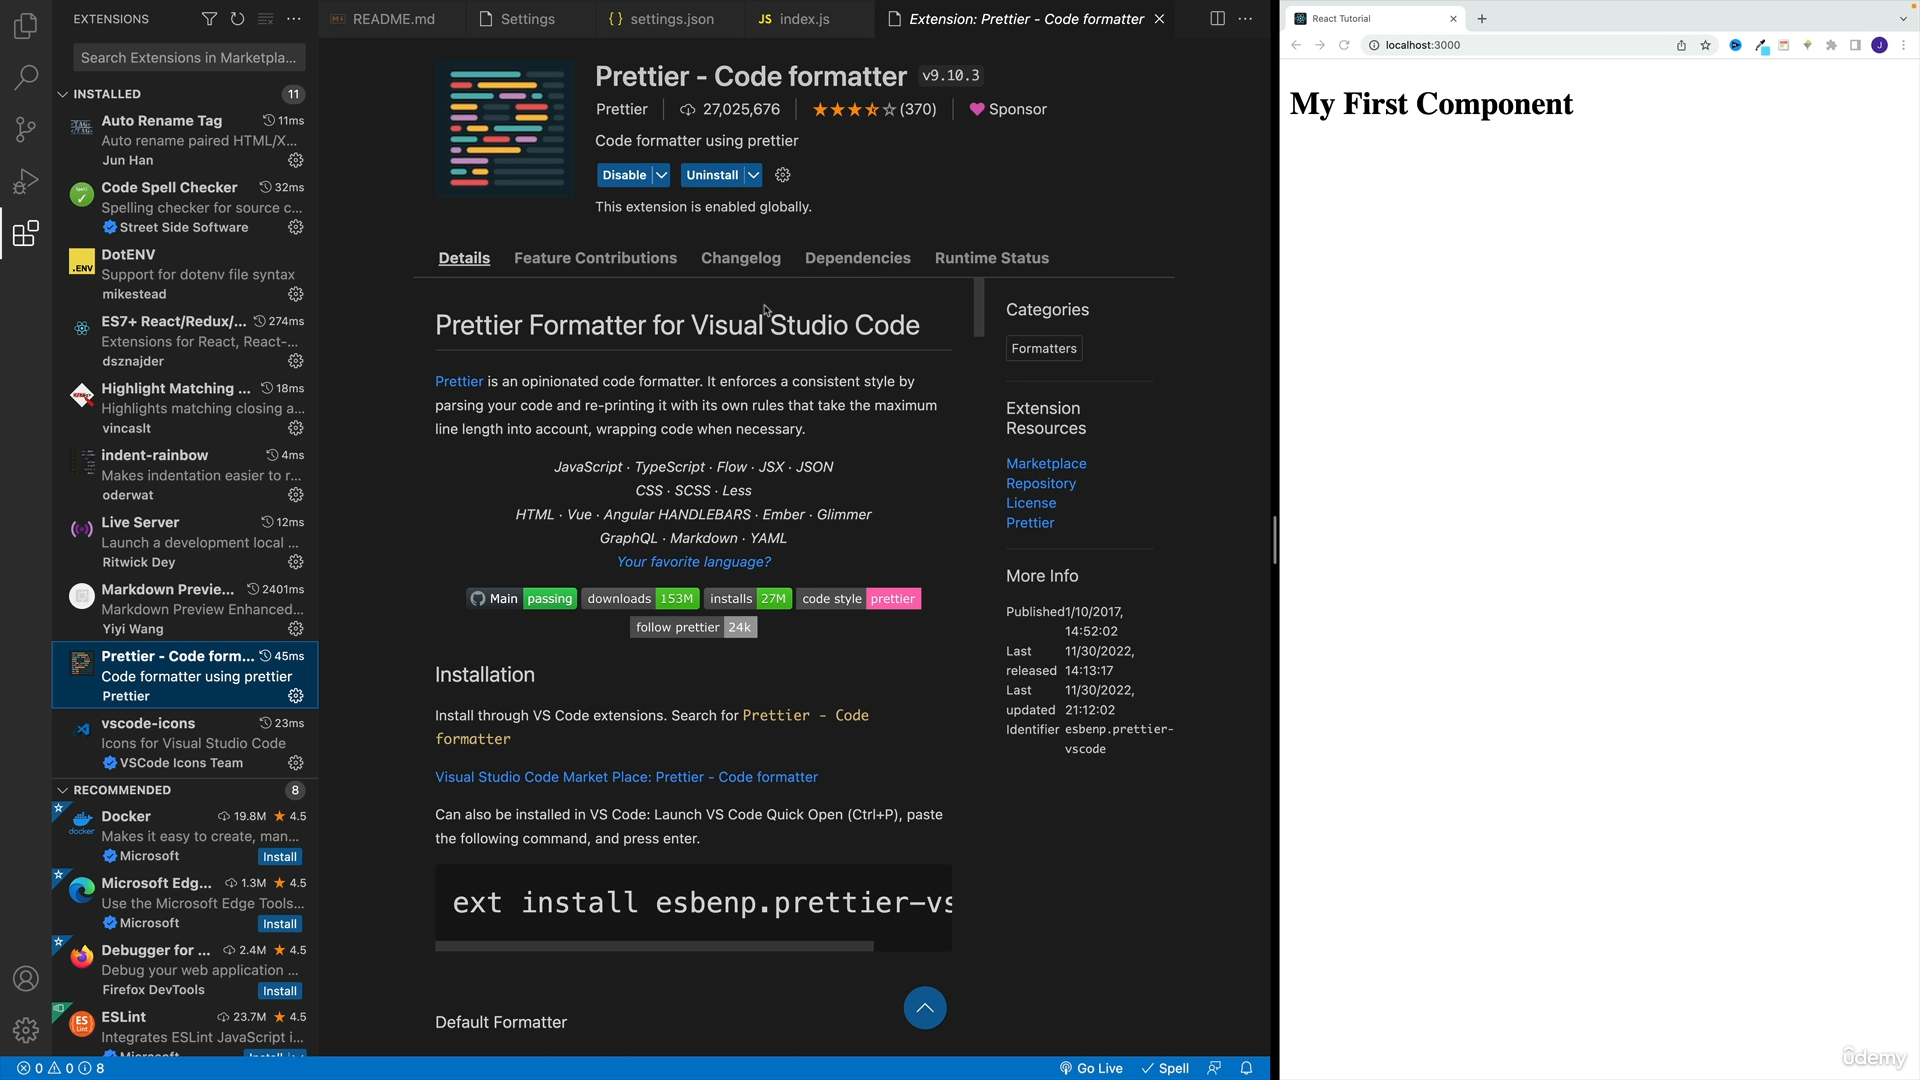 EXTENSIONS
Search Extensions in Marketpla...
INSTALLED
11
Auto Rename Tag
11ms
Auto rename paired HTML/X...
Jun Han
Code Spell Checker
32ms
Spelling checker for source c...
Street Side Software
DotENV
Support for dotenv file syntax
mikestead
ES7+ React/Redux/...
274ms
Extensions for React, React-...
dsznajder
Highlight Matching ...
18ms
Highlights matching closing a...
vincaslt
indent-rainbow
4ms
Makes indentation easier to r...
oderwat
Live Server
12ms
Launch a development local ...
Ritwick Dey
Markdown Previe...
2401ms
Markdown Preview Enhanced...
Yiyi Wang
Prettier - Code form...
45ms
Code formatter using prettier
Prettier
vscode-icons
23ms
Icons for Visual Studio Code
VSCode Icons Team
RECOMMENDED
8
Docker
19.8M ★ 4.5
Makes it easy to create, man...
Microsoft
Install
Microsoft Edg...
1.3M ★ 4.5
Use the Microsoft Edge Tools...
Microsoft
Install
Debugger for ...
2.4M ★ 4.5
Debug your web application ...
Firefox DevTools
Install
ESLint
23.7M ★ 4.5
Integrates ESLint JavaScript i...
Microsoft
Install
README.md
Settings
{} settings.json
JS index.js
Extension: Prettier - Code formatter
Prettier - Code formatter v9.10.3
Prettier
27,025,676
(370)
Sponsor
Code formatter using prettier
Disable
Uninstall
This extension is enabled globally.
Details
Feature Contributions
Changelog
Dependencies
Runtime Status
Prettier Formatter for Visual Studio Code
Prettier is an opinionated code formatter. It enforces a consistent style by
parsing your code and re-printing it with its own rules that take the maximum
line length into account, wrapping code when necessary.
JavaScript · TypeScript · Flow · JSX · JSON
CSS · SCSS · Less
HTML · Vue · Angular HANDLEBARS · Ember · Glimmer
GraphQL · Markdown · YAML
Your favorite language?
Main passing
downloads 153M
installs 27M
code style prettier
follow prettier 24k
Installation
Install through VS Code extensions. Search for Prettier - Code
formatter
Visual Studio Code Market Place: Prettier - Code formatter
Can also be installed in VS Code: Launch VS Code Quick Open (Ctrl+P), paste
the following command, and press enter.
ext install esbenp.prettier-vs
Default Formatter
Categories
Formatters
Extension
Resources
Marketplace
Repository
License
Prettier
More Info
Published 1/10/2017,
14:52:02
Last 11/30/2022,
released 14:13:17
Last 11/30/2022,
updated 21:12:02
Identifier esbenp.prettier-
vscode
0 0 8
Go Live
Spell
React Tutorial
localhost:3000
J
My First Component
ûdemy